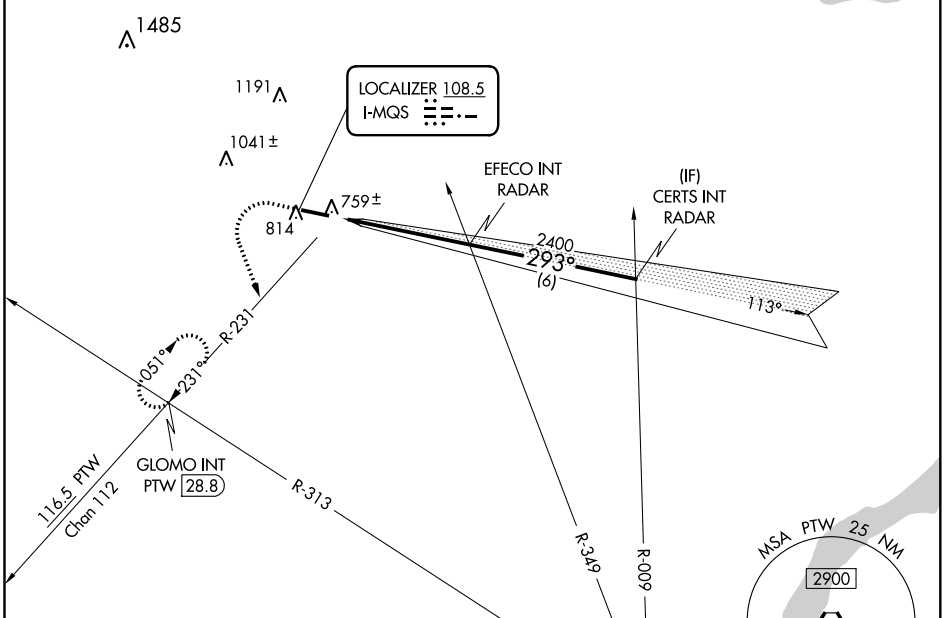 1485
1191
LOCALIZER 108.5
I-MQS
1041±
EFECO INT
RADAR
(IF)
CERTS INT
RADAR
759±
814
2400
293°
(6)
113°
R-231
051°
231°
GLOMO INT
PTW 28.8
116.5 PTW
Chan 112
R-313
R-349
R-009
MSA PTW 25 NM
2900